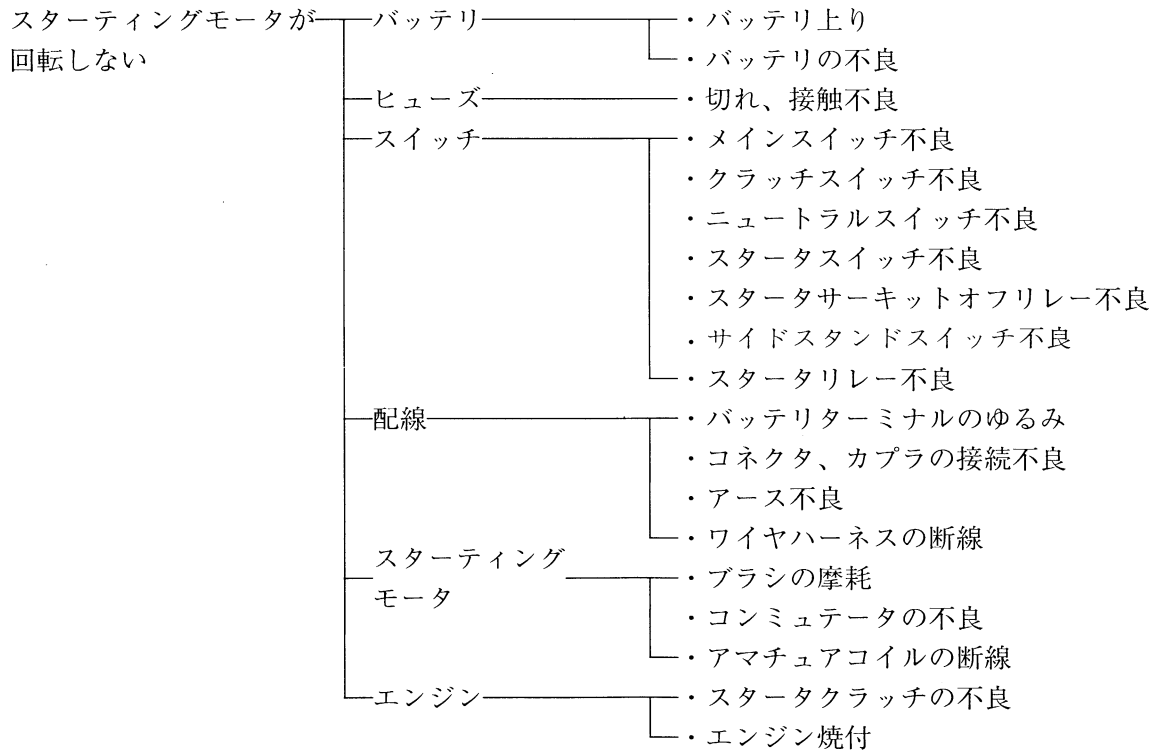 スターティングモータが バッテリ ・バッテリ上り
回転しない ・バッテリの不良
ヒューズ ・切れ、接触不良
スイッチ ・メインスイッチ不良
・クラッチスイッチ不良
・ニュートラルスイッチ不良
・スタータスイッチ不良
・スタータサーキットオフリレー不良
・サイドスタンドスイッチ不良
・スタータリレー不良
配線 ・バッテリターミナルのゆるみ
・コネクタ、カプラの接続不良
・アース不良
・ワイヤハーネスの断線
スターティング
モータ
・ブラシの摩耗
・コンミュテータの不良
・アマチュアコイルの断線
エンジン ・スタータクラッチの不良
・エンジン焼付